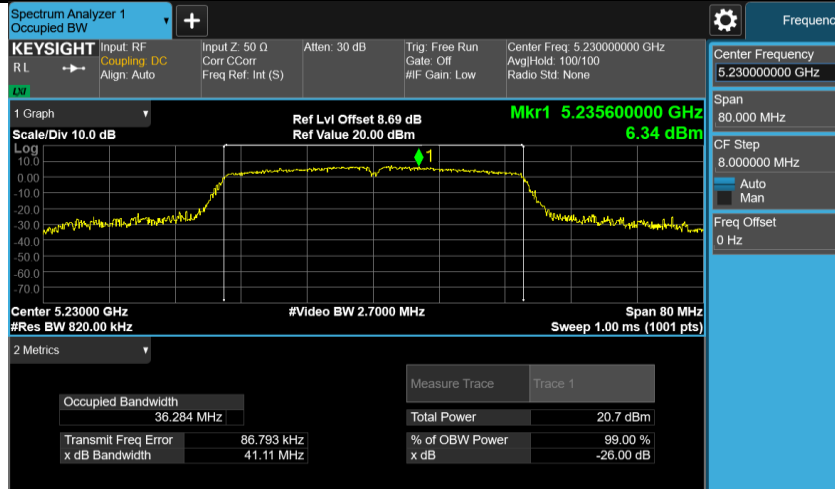 Spectrum Analyzer 1
Occupied BW
+
Frequenc
KEYSIGHT
R L
LXI
Input: RF
Coupling: DC
Align: Auto
Input Z: 50 Ω
Corr CCorr
Freq Ref: Int (S)
Atten: 30 dB
Trig: Free Run
Gate: Off
#IF Gain: Low
Center Freq: 5.230000000 GHz
Avg|Hold: 100/100
Radio Std: None
Center Frequency
5.230000000 GHz
Span
80.000 MHz
CF Step
8.000000 MHz
Auto
Man
Freq Offset
0 Hz
1 Graph
Scale/Div 10.0 dB
Ref Lvl Offset 8.69 dB
Ref Value 20.00 dBm
Mkr1 5.235600000 GHz
6.34 dBm
Log
10.0
0.00
-10.0
-20.0
-30.0
-40.0
-50.0
-60.0
-70.0
1
Center 5.23000 GHz
#Res BW 820.00 kHz
#Video BW 2.7000 MHz
Span 80 MHz
Sweep 1.00 ms (1001 pts)
2 Metrics
Measure Trace
Trace 1
Occupied Bandwidth
36.284 MHz
Total Power 20.7 dBm
Transmit Freq Error 86.793 kHz
x dB Bandwidth 41.11 MHz
% of OBW Power 99.00 %
x dB -26.00 dB